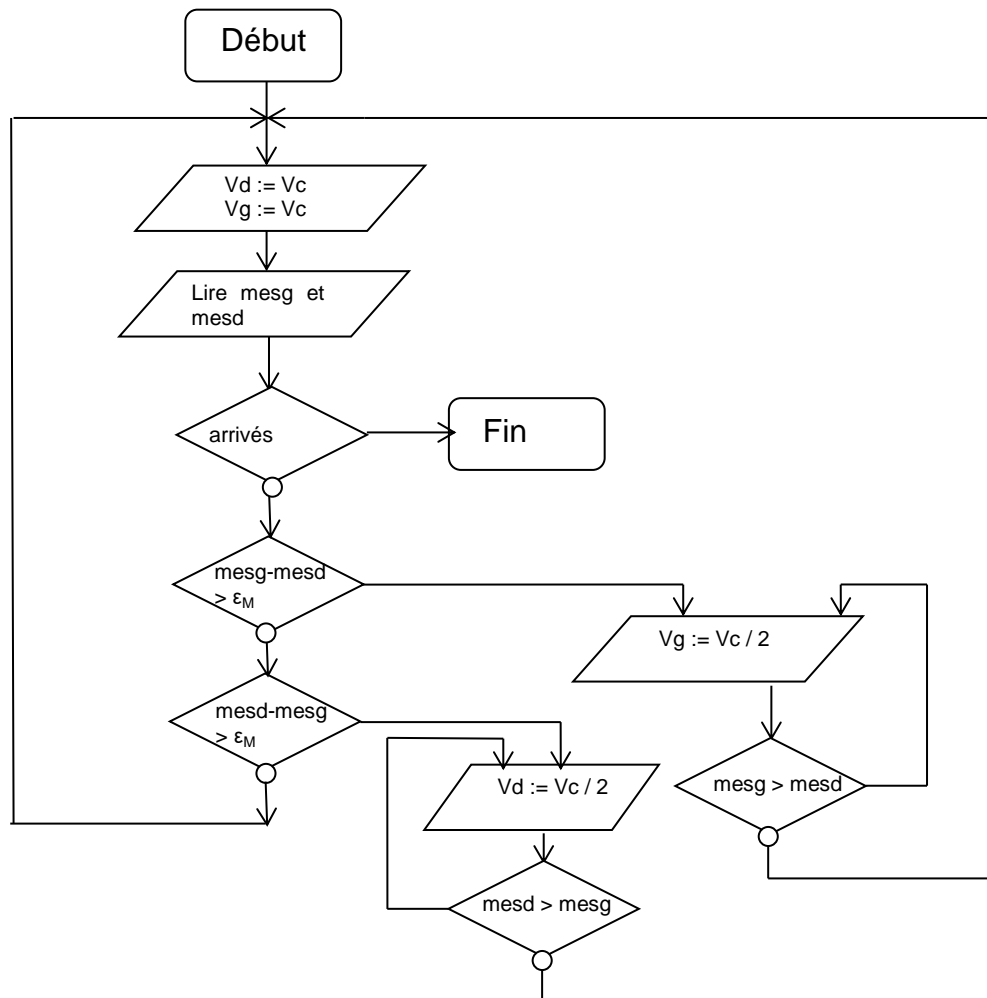 Début
Vd := Vc
Vg := Vc
Lire mesg et
mesd
arrivés
Fin
mesg-mesd
> εM
Vg := Vc / 2
mesd-mesg
> εM
Vd := Vc / 2
mesg > mesd
mesd > mesg